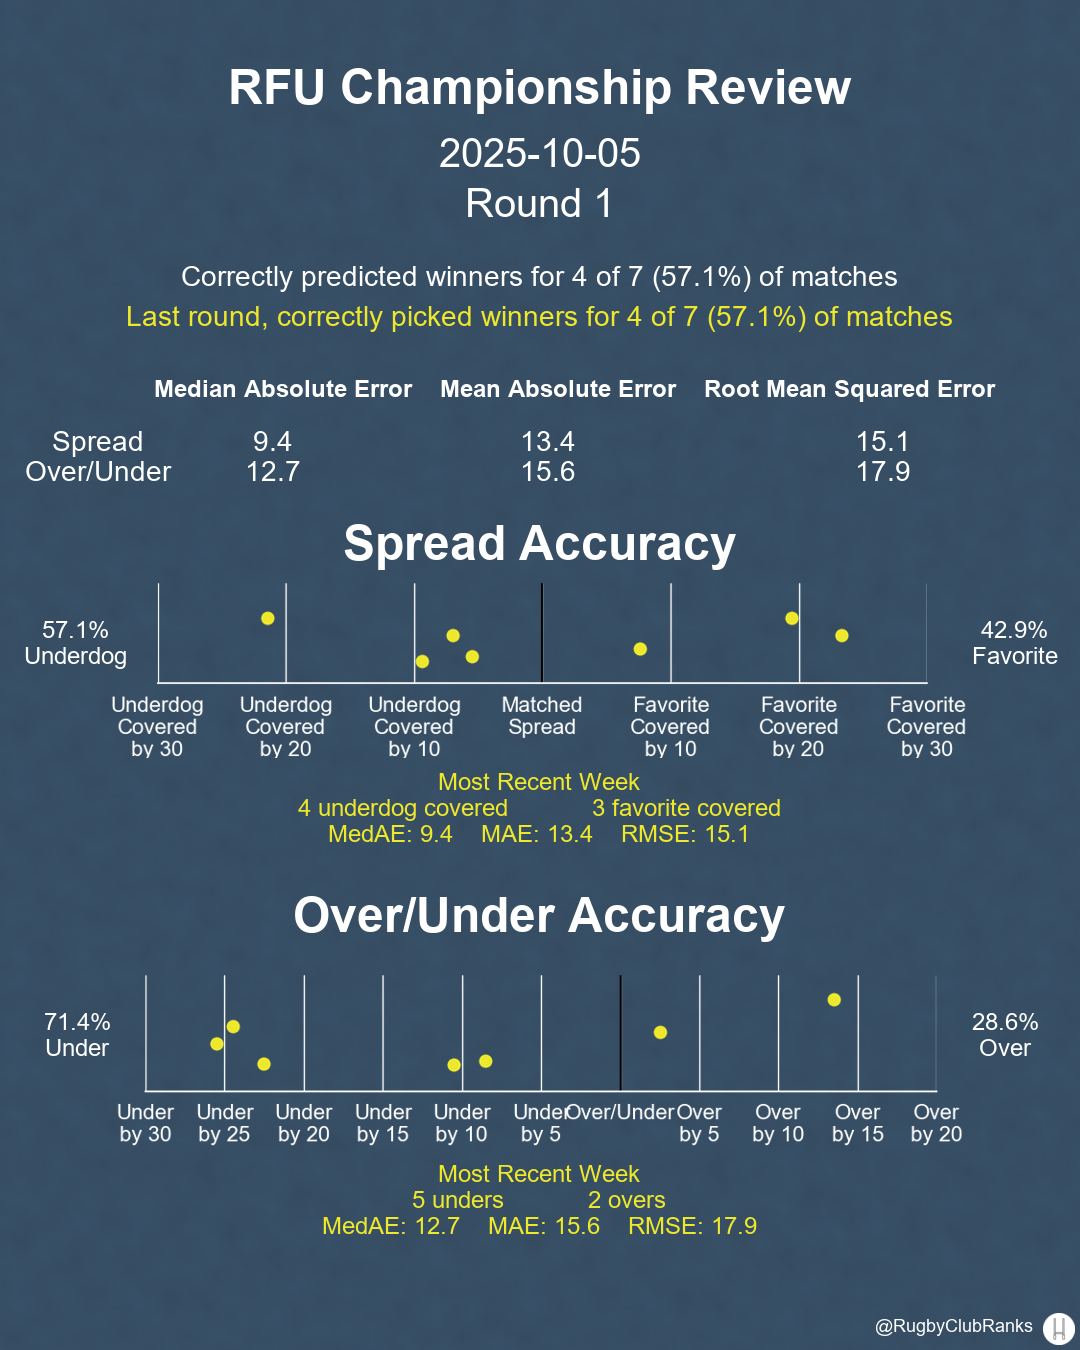 RFU Championship Review
2025-10-05
Round 1
Correctly predicted winners for 4 of 7 (57.1%) of matches
Last round, correctly picked winners for 4 of 7 (57.1%) of matches
Median Absolute Error Mean Absolute Error Root Mean Squared Error
Spread 9.4 13.4 15.1
Over/Under 12.7 15.6 17.9
Spread Accuracy
57.1%
Underdog
42.9%
Favorite
Underdog Covered by 30
Underdog Covered by 20
Underdog Covered by 10
Matched Spread
Favorite Covered by 10
Favorite Covered by 20
Favorite Covered by 30
Most Recent Week
4 underdog covered 3 favorite covered
MedAE: 9.4 MAE: 13.4 RMSE: 15.1
Over/Under Accuracy
71.4%
Under
28.6%
Over
Under by 30
Under by 25
Under by 20
Under by 15
Under by 10
Under by 5
Over/Under
Over by 5
Over by 10
Over by 15
Over by 20
Most Recent Week
5 unders 2 overs
MedAE: 12.7 MAE: 15.6 RMSE: 17.9
@RugbyClubRanks